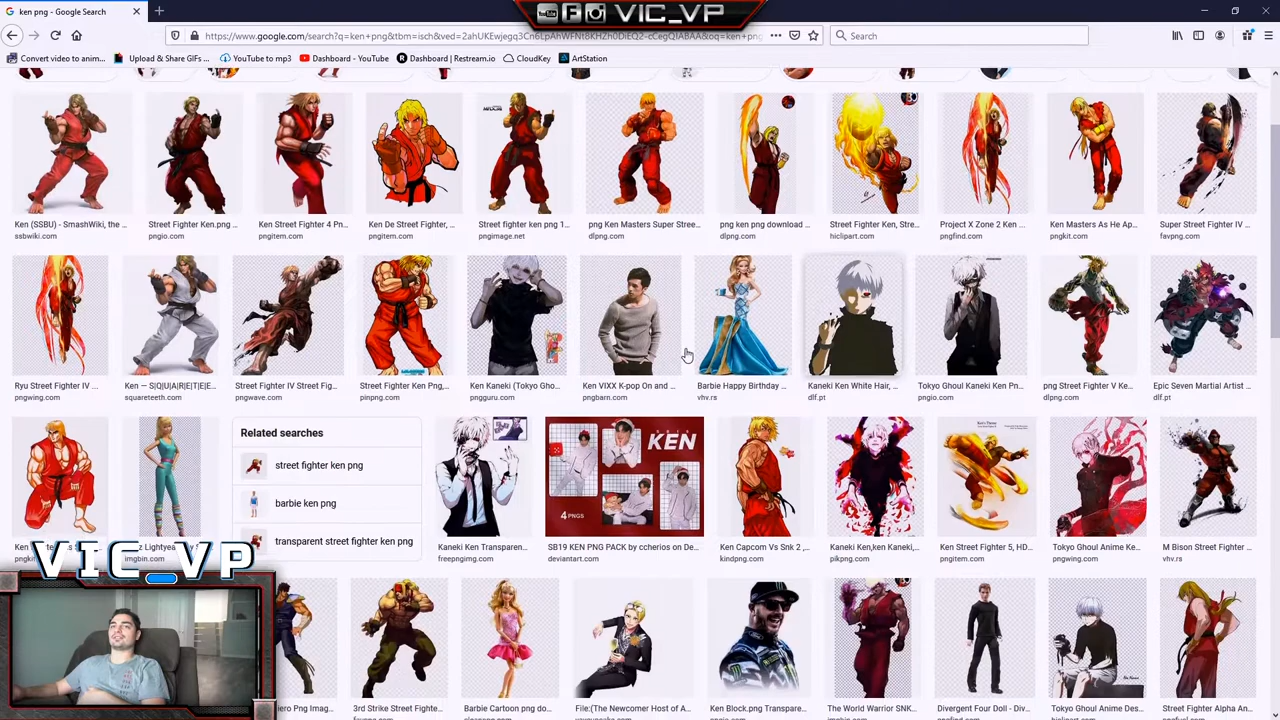 ken png - Google Search
VIC_VP
https://www.google.com/search?q=ken+png&tbm=isch&ved=2ahUKEwjegq3Cn6LpAhWFNt8KHZh0DiEQ2-cCegQIABAA&oq=ken+png
Search
Convert video to anim...
Upload & Share GIFs ...
YouTube to mp3
Dashboard - YouTube
Dashboard | Restream.io
CloudKey
ArtStation
Ken (SSBU) - SmashWiki, the ...
ssbwiki.com
Street Fighter Ken.png ...
pngio.com
Ken Street Fighter 4 Pn...
pngitem.com
Ken De Street Fighter, ...
pngitem.com
Street fighter ken png 1...
pngimage.net
png Ken Masters Super Stree...
dlpng.com
png ken png download ...
dlpng.com
Street Fighter Ken, Stre...
hiclipart.com
Project X Zone 2 Ken ...
pngfind.com
Ken Masters As He Ap...
pngkit.com
Super Street Fighter IV ...
favpng.com
Ryu Street Fighter IV ...
pngwing.com
Ken — S|Q|U|A|R|E|T|E|E...
squareteeth.com
Street Fighter IV Street Fig...
pngwave.com
Street Fighter Ken Png, ...
pinpng.com
Ken Kaneki (Tokyo Gho...
pngguru.com
Ken VIXX K-pop On and ...
pngbarn.com
Barbie Happy Birthday ...
vhv.rs
Kaneki Ken White Hair, ...
dlf.pt
Tokyo Ghoul Kaneki Ken Pn...
pngio.com
png Street Fighter V Ke...
dlpng.com
Epic Seven Martial Artist ...
dlf.pt
Related searches
street fighter ken png
barbie ken png
transparent street fighter ken png
KEN
4 PNGS
imgbin.com
Kaneki Ken Transparen...
freepngimg.com
SB19 KEN PNG PACK by ccherios on De...
deviantart.com
Ken Capcom Vs Snk 2 ,...
kindpng.com
Kaneki Ken,ken Kaneki, ...
pikpng.com
Ken Street Fighter 5, HD...
pngitem.com
Tokyo Ghoul Anime Ke...
pngwing.com
M Bison Street Fighter ...
vhv.rs
VIC_VP
3rd Strike Street Fighte...
Barbie Cartoon png do...
File:(The Newcomer Host of A...
Ken Block.png Transpare...
The World Warrior SNK...
Divergent Four Doll - Div...
Tokyo Ghoul Anime Des...
Street Fighter Alpha An...